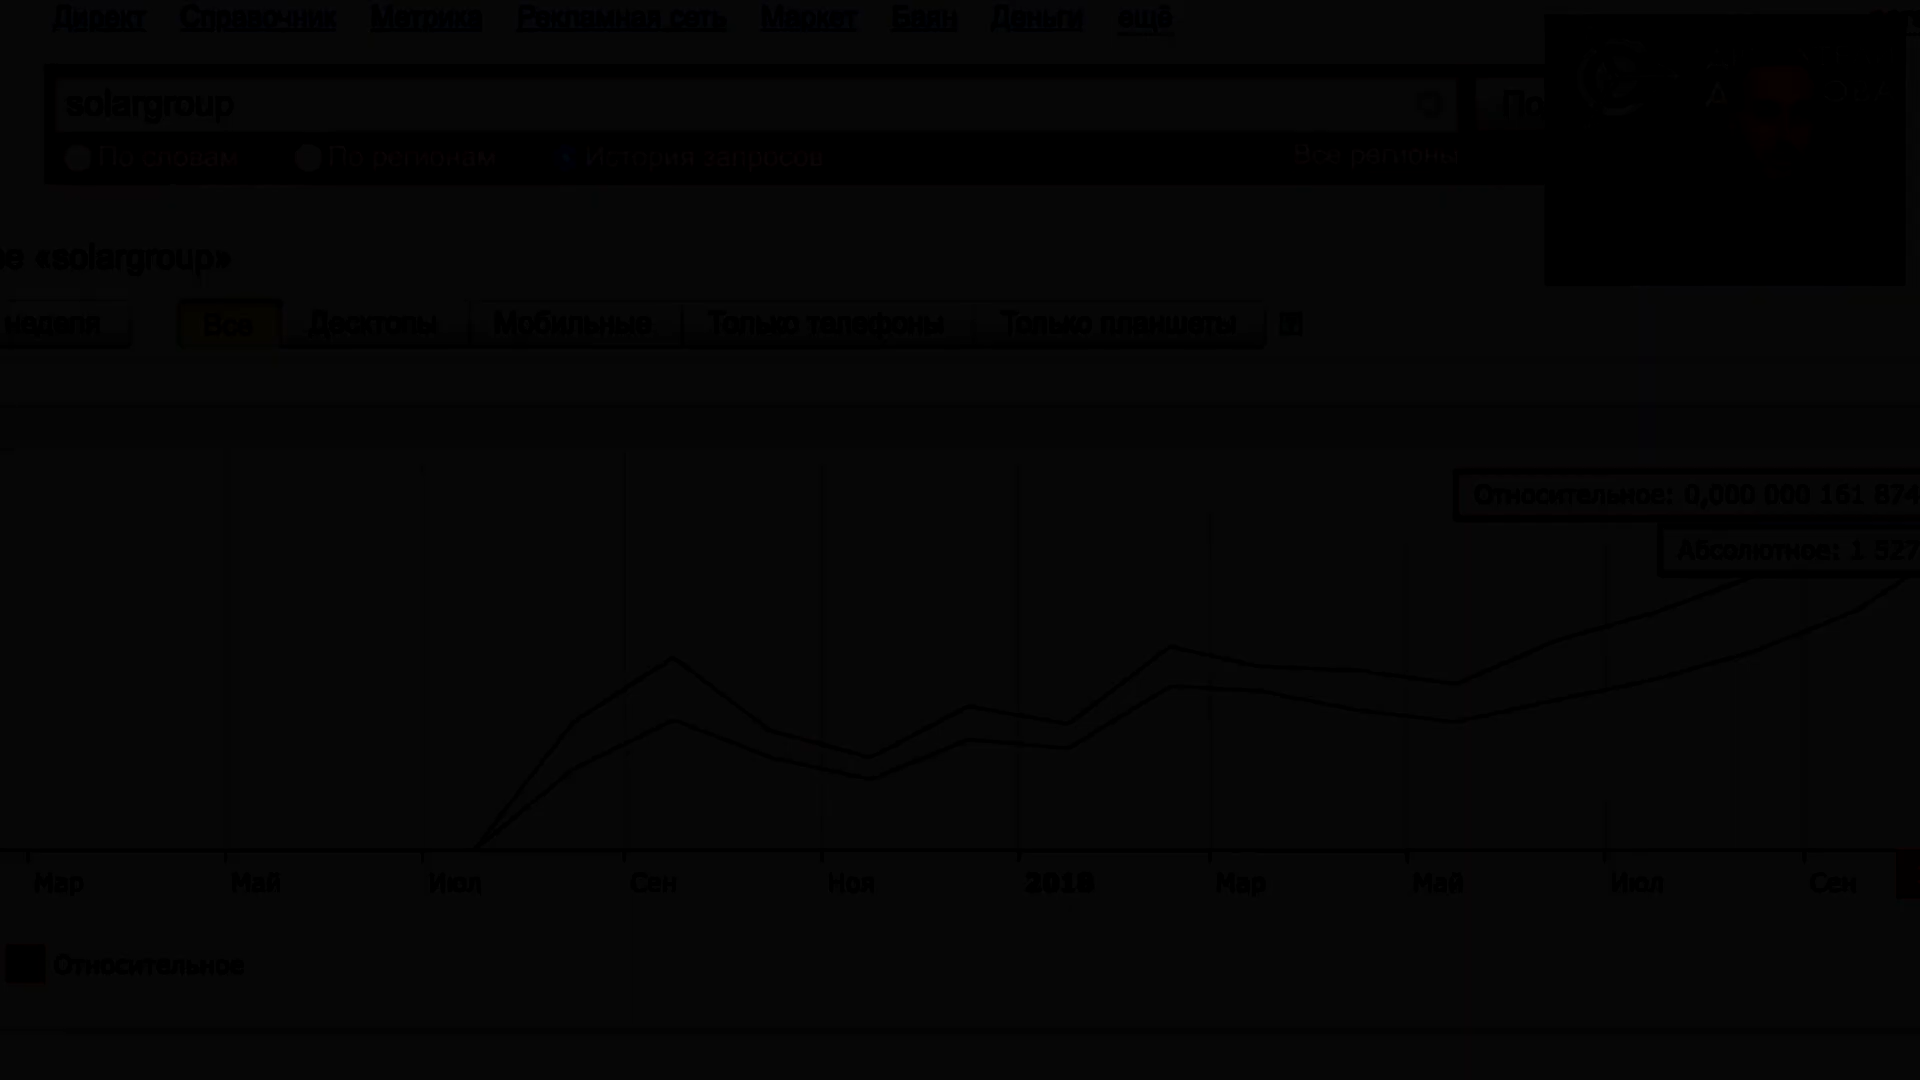 Директ Справочник Метрика Рекламная сеть Маркет Баян Деньги ещё
solargroup
По словам По регионам История запросов Все регионы
«solargroup»
неделя Все Десктопы Мобильные Только телефоны Только планшеты
Относительное: 0,000 000 161 874
Абсолютное: 1 527
Мар Май Июл Сен Ноя 2018 Мар Май Июл Сен
Относительное